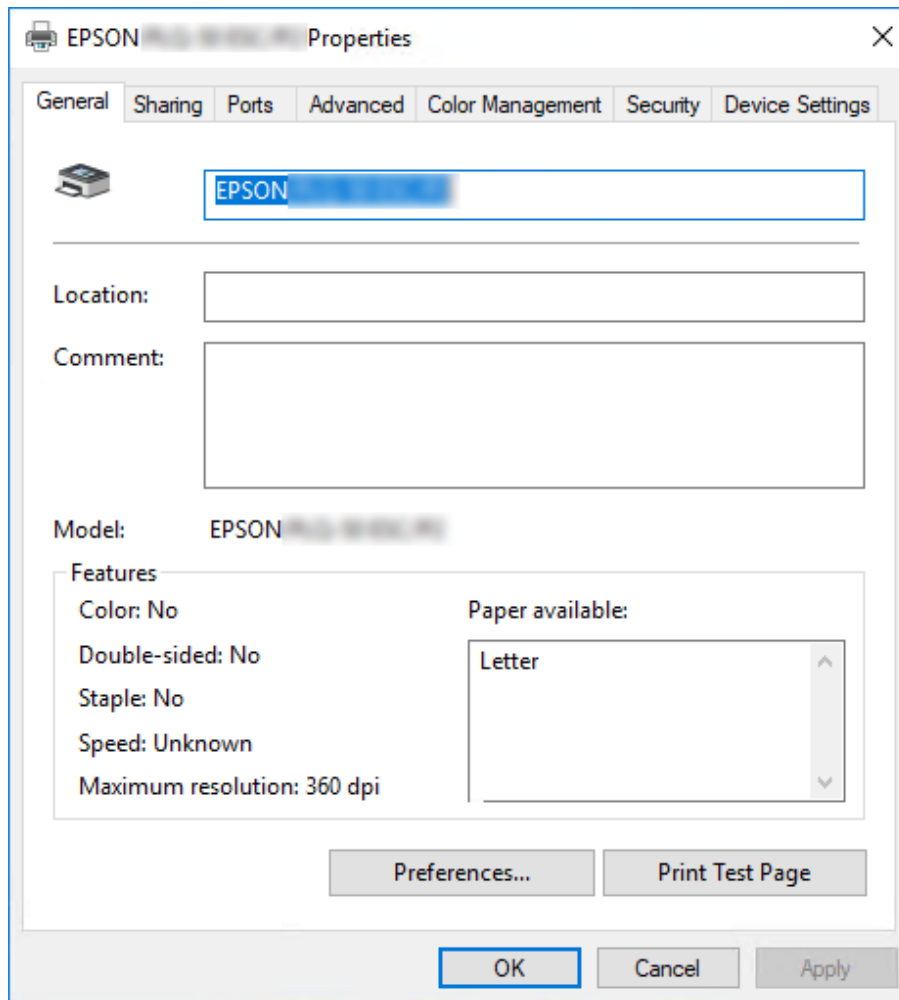 EPSON Properties
General Sharing Ports Advanced Color Management Security Device Settings
EPSON
Location:
Comment:
Model: EPSON
Features
Color: No
Paper available:
Double-sided: No
Letter
Staple: No
Speed: Unknown
Maximum resolution: 360 dpi
Preferences... Print Test Page
OK Cancel Apply